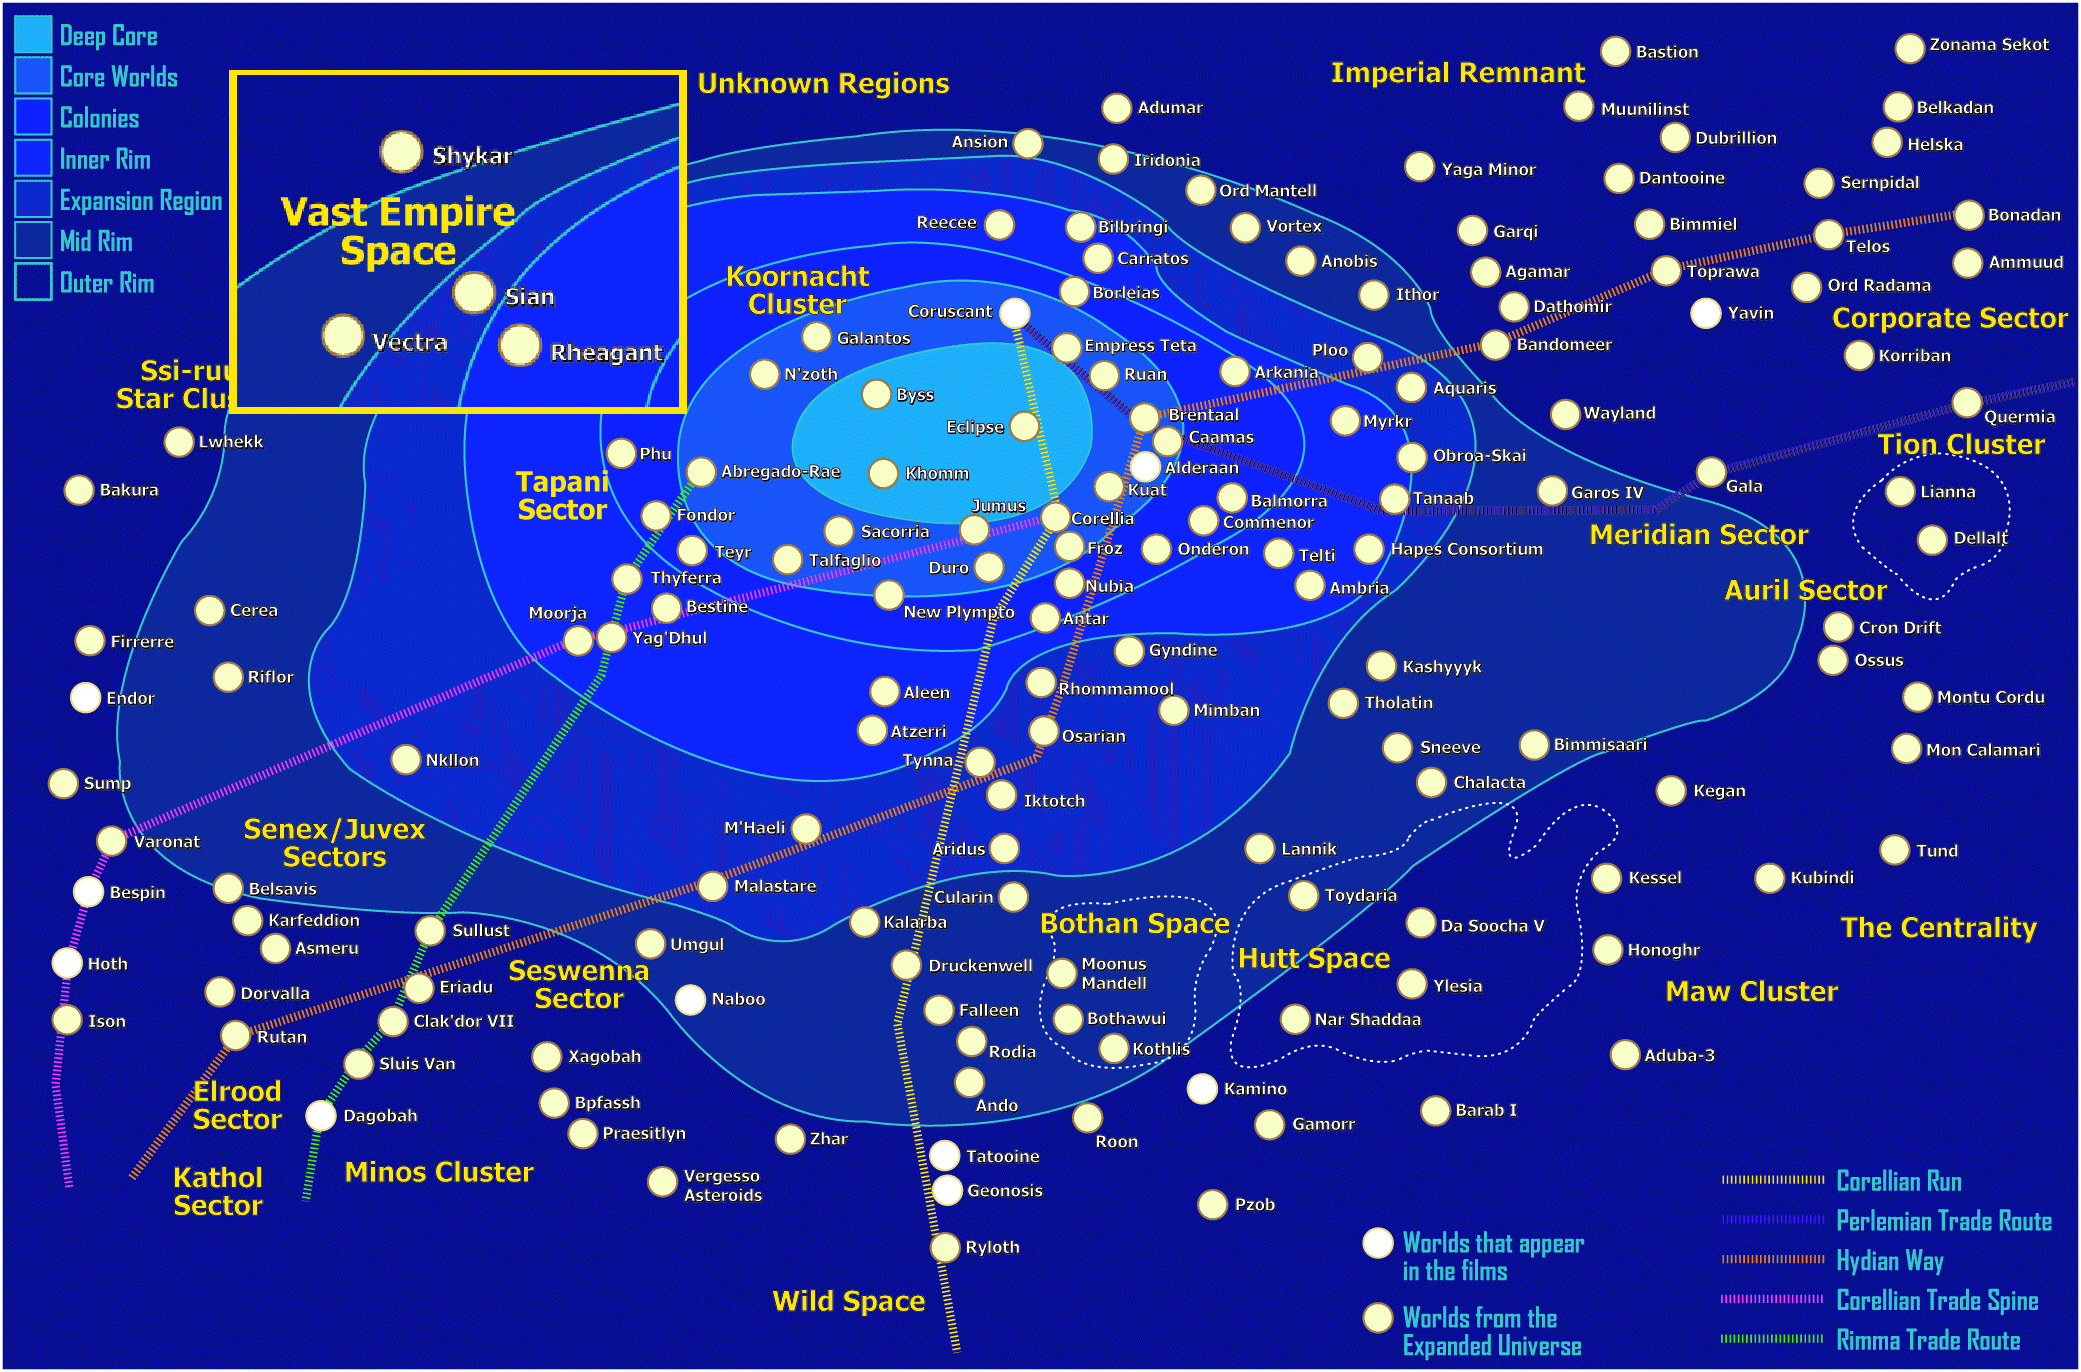 Deep Core
Core Worlds
Colonies
Inner Rim
Expansion Region
Mid Rim
Outer Rim
Unknown Regions
Imperial Remnant
Bastion
Zonama Sekot
Adumar
Muunilinst
Belkadan
Ansion
Dubrillion
Helska
Shykar
Iridonia
Yaga Minor
Dantooine
Sernpidal
Ord Mantell
Vast Empire
Space
Reecee
Bilbringi
Vortex
Garqi
Bimmiel
Telos
Bonadan
Carratos
Anobis
Agamar
Toprawa
Ammuud
Koornacht
Cluster
Borleias
Ithor
Dathomir
Ord Radama
Sian
Coruscant
Yavin
Corporate Sector
Vectra
Rheagant
Galantos
Empress Teta
Ploo
Bandomeer
Korriban
Ssi-ruu
Star Clus
N'zoth
Ruan
Arkania
Aquaris
Byss
Brentaal
Myrkr
Wayland
Quermia
Eclipse
Caamas
Tion Cluster
Lwhekk
Phu
Abregado-Rae
Khomm
Alderaan
Obroa-Skai
Bakura
Tapani
Sector
Kuat
Balmorra
Tanaab
Garos IV
Gala
Lianna
Fondor
Jumus
Corellia
Commenor
Meridian Sector
Sacorria
Dellalt
Teyr
Talfaglio
Duro
Froz
Onderon
Telti
Hapes Consortium
Thyferra
Nubia
Ambria
Auril Sector
Cerea
Moorja
Bestine
New Plympto
Antar
Cron Drift
Firrerre
Yag'Dhul
Gyndine
Kashyyyk
Ossus
Riflor
Endor
Aleen
Rhommamool
Mimban
Tholatin
Montu Cordu
Atzerri
Osarian
Sneeve
Bimmisaari
Mon Calamari
Nkllon
Tynna
Sump
Iktotch
Chalacta
Kegan
Senex/Juvex
Sectors
M'Haeli
Varonat
Aridus
Lannik
Tund
Bespin
Belsavis
Malastare
Cularin
Toydaria
Kessel
Kubindi
Karfeddion
Sullust
Kalarba
Bothan Space
Da Soocha V
The Centrality
Asmeru
Umgul
Hoth
Seswenna
Sector
Druckenwell
Moonus
Mandell
Hutt Space
Honoghr
Dorvalla
Eriadu
Naboo
Ylesia
Maw Cluster
Ison
Clak'dor VII
Falleen
Bothawui
Nar Shaddaa
Rutan
Rodia
Kothlis
Sluis Van
Xagobah
Aduba-3
Elrood
Sector
Bpfassh
Ando
Kamino
Dagobah
Praesitlyn
Zhar
Roon
Gamorr
Barab I
Kathol
Sector
Minos Cluster
Vergesso
Asteroids
Tatooine
Geonosis
Pzob
Ryloth
Wild Space
Worlds that appear
in the films
Worlds from the
Expanded Universe
Corellian Run
Perlemian Trade Route
Hydian Way
Corellian Trade Spine
Rimma Trade Route